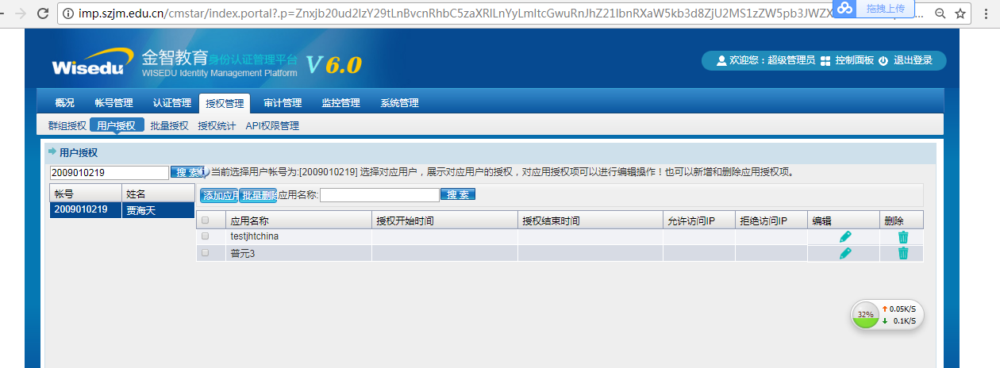 imp.szjm.edu.cn/cmstar/index.portal?.p=
拖拽上传
Wisedu
金智教育身份认证管理平台
WISEDU Identity Management Platform
V 6.0
欢迎您：超级管理员 控制面板 退出登录
概况 帐号管理 认证管理 授权管理 审计管理 监控管理 系统管理
群组授权 用户授权 批量授权 授权统计 API权限管理
用户授权
2009010219 搜 索 当前选择用户帐号为:[2009010219] 选择对应用户，展示对应用户的授权，对应用授权项可以进行编辑操作！也可以新增和删除应用授权项。
帐号 姓名
2009010219 贾海天
添加应用 批量删除 应用名称: 搜 索
应用名称 授权开始时间 授权结束时间 允许访问IP 拒绝访问IP 编辑 删除
testjhtchina
普元3
32%
0.05K/S
0.1K/S